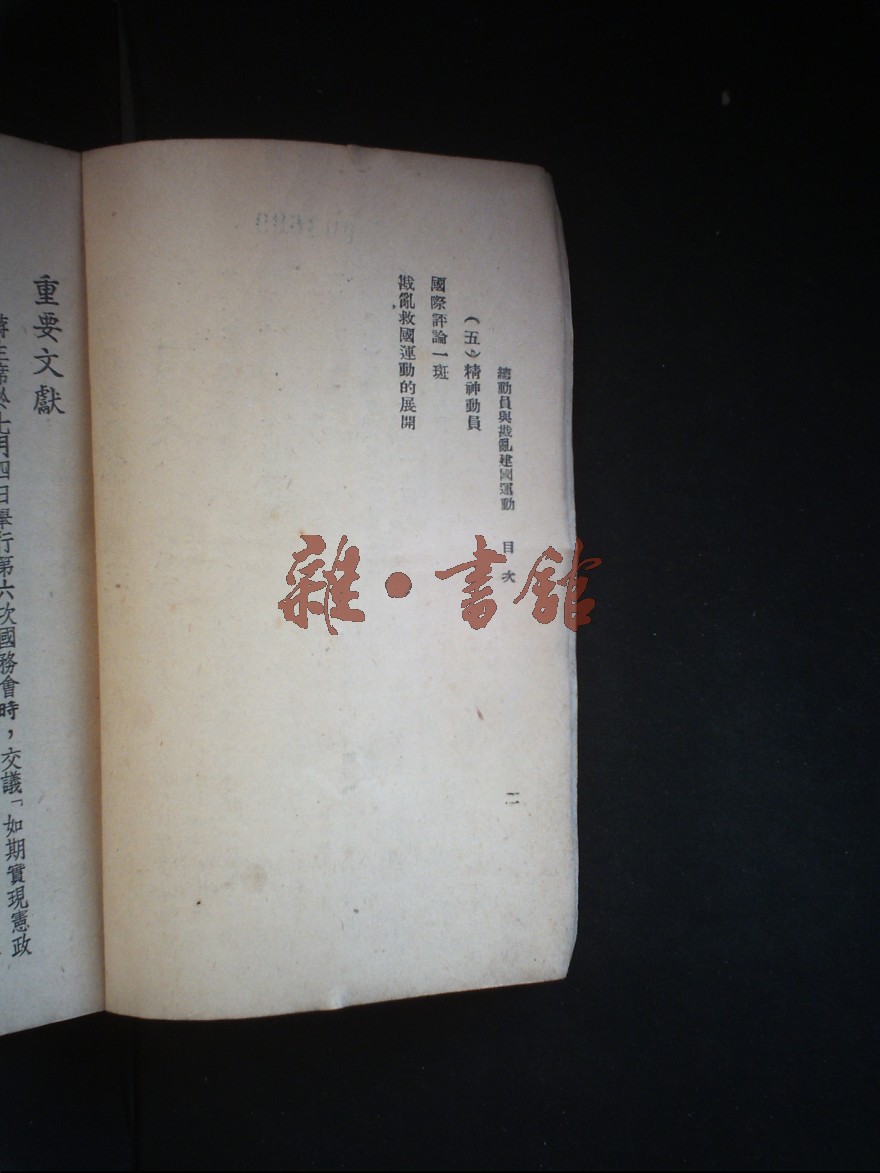 總動員與戡亂建國運動　目次
二
（五）精神動員
國際評論一斑
戡亂救國運動的展開
重要文獻
蔣主席於七月四日舉行第六次國務會時，交議「如期實現憲政
雜・書館